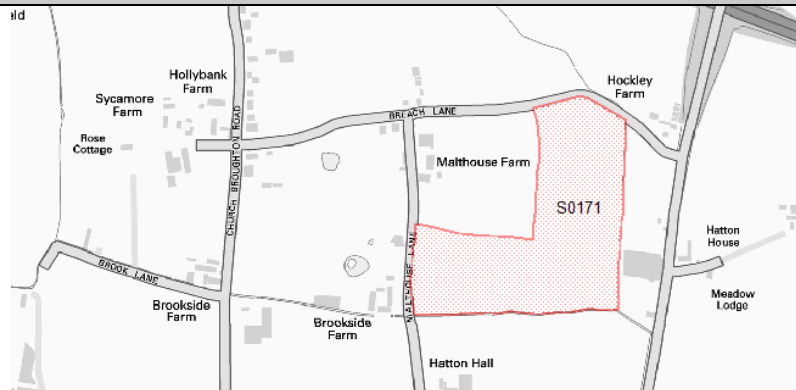 eld
Hollybank
Farm
Sycamore
Farm
Rose
Cottage
CHURCH BROUGHTON ROAD
BREACH LANE
Hockley
Farm
Malthouse Farm
S0171
MALTHOUSE LANE
Hatton
House
Meadow
Lodge
BROOK LANE
Brookside
Farm
Brookside
Farm
Hatton Hall